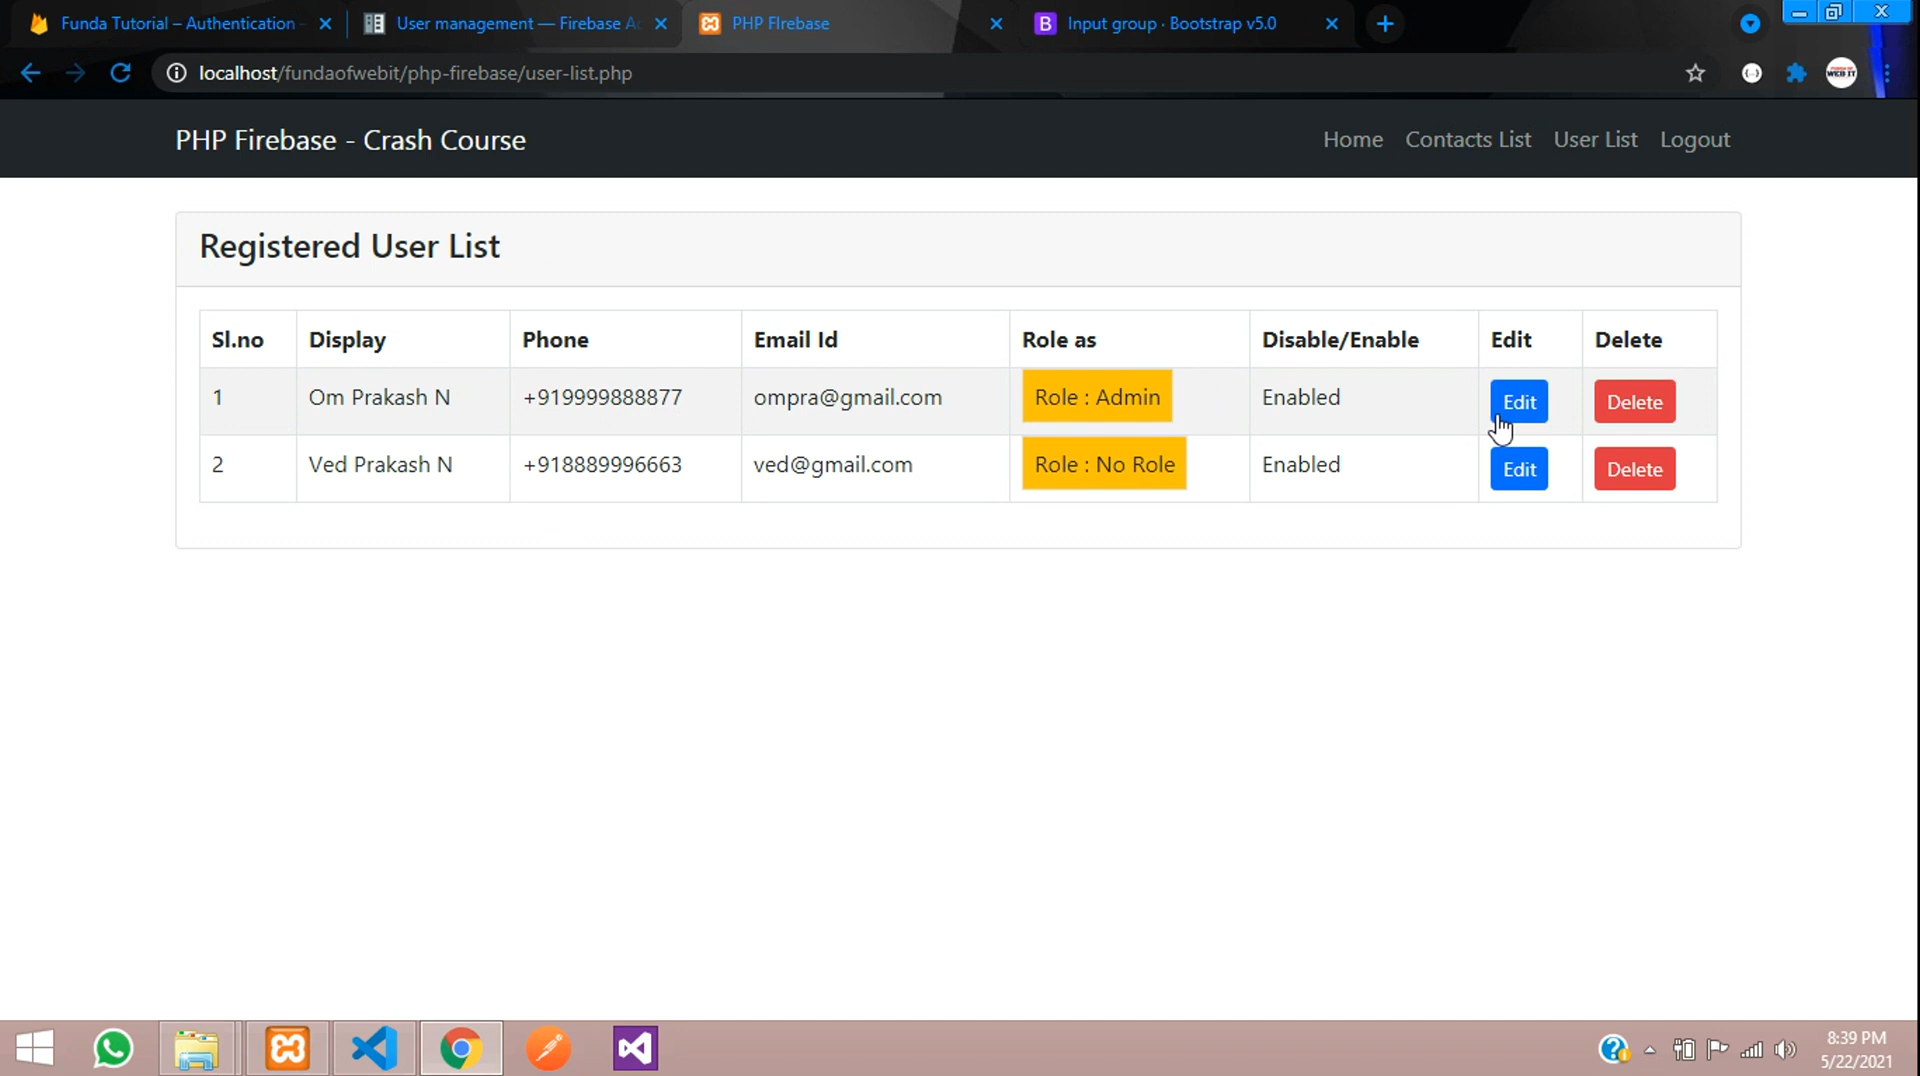 Funda Tutorial – Authentication
User management — Firebase Ac
PHP FIrebase
Input group · Bootstrap v5.0
localhost/fundaofwebit/php-firebase/user-list.php
PHP Firebase - Crash Course
Home Contacts List User List Logout
Registered User List
Sl.no Display Phone Email Id Role as Disable/Enable Edit Delete
1 Om Prakash N +919999888877 ompra@gmail.com Role : Admin Enabled Edit Delete
2 Ved Prakash N +918889996663 ved@gmail.com Role : No Role Enabled Edit Delete
8:39 PM
5/22/2021